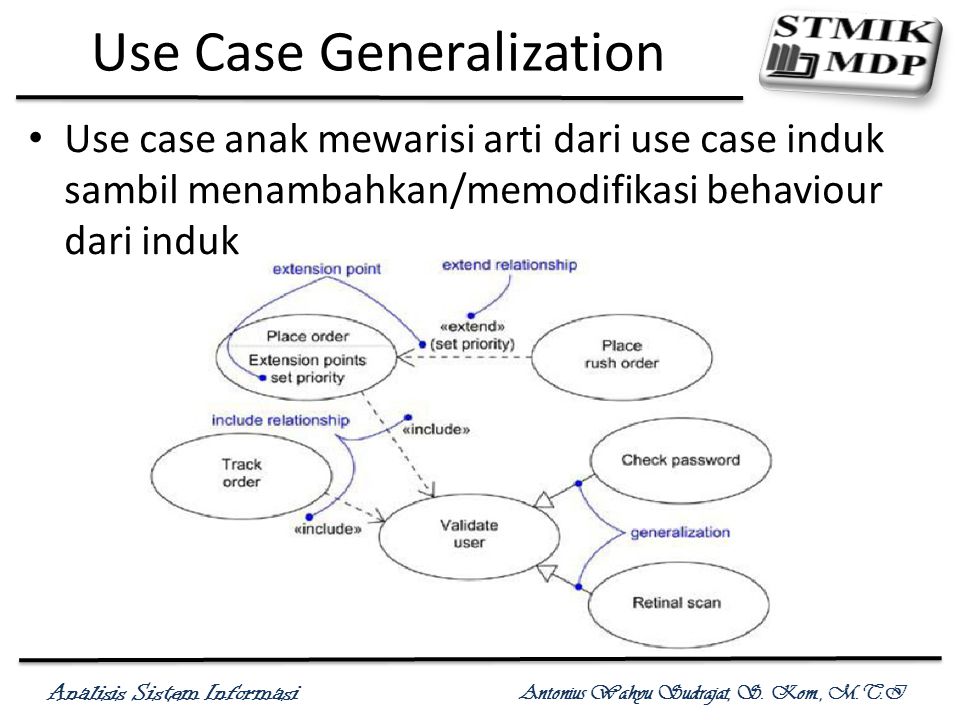 Use Case Generalization
STMIK
MDP
• Use case anak mewarisi arti dari use case induk
sambil menambahkan/memodifikasi behaviour
dari induk
extension point
extend relationship
Place order
Extension points
set priority
«extend»
(set priority)
Place
rush order
include relationship
«include»
Track
order
Check password
«include»
Validate
user
generalization
Retinal scan
Analisis Sistem Informasi
Antonius Wahyu Sudrajat, S. Kom., M.T.I